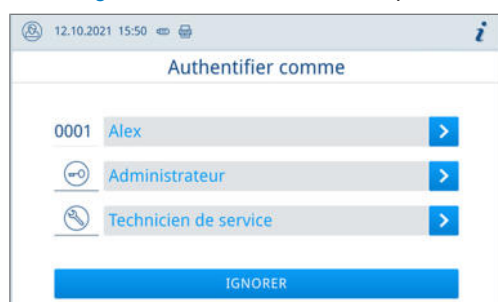 12.10.2021 15:50
i
Authentifier comme
0001 Alex
Administrateur
Technicien de service
IGNORER